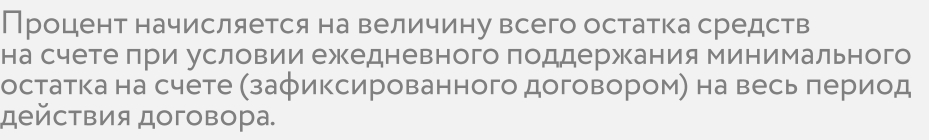 Процент начисляется на величину всего остатка средств
на счете при условии ежедневного поддержания минимального
остатка на счете (зафиксированного договором) на весь период
действия договора.